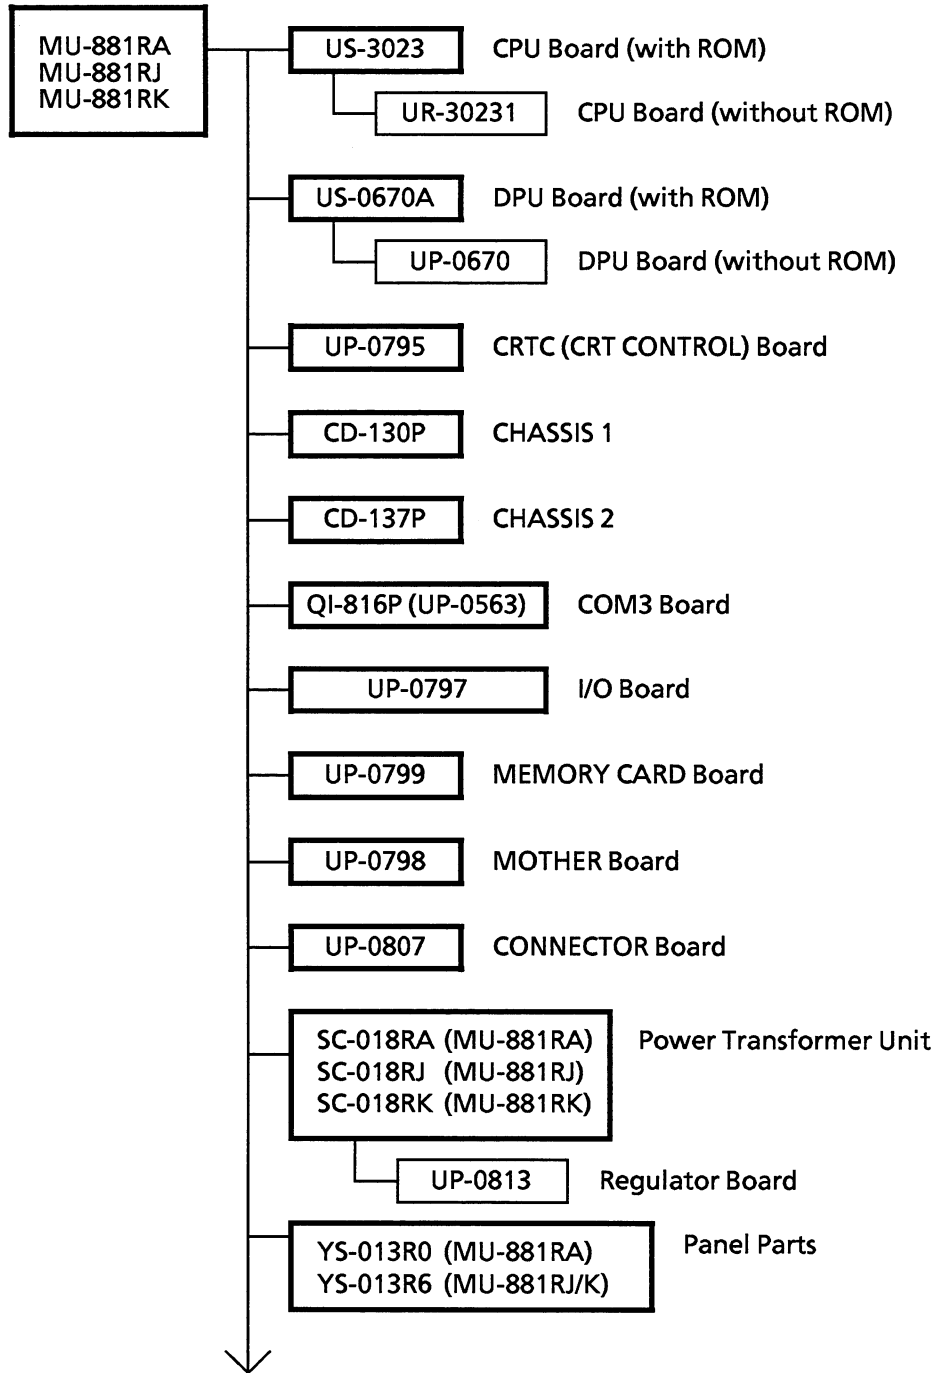 MU-881RA
MU-881RJ
MU-881RK
US-3023 CPU Board (with ROM)
UR-30231 CPU Board (without ROM)
US-0670A DPU Board (with ROM)
UP-0670 DPU Board (without ROM)
UP-0795 CRTC (CRT CONTROL) Board
CD-130P CHASSIS 1
CD-137P CHASSIS 2
QI-816P (UP-0563) COM3 Board
UP-0797 I/O Board
UP-0799 MEMORY CARD Board
UP-0798 MOTHER Board
UP-0807 CONNECTOR Board
SC-018RA (MU-881RA) Power Transformer Unit
SC-018RJ (MU-881RJ)
SC-018RK (MU-881RK)
UP-0813 Regulator Board
YS-013R0 (MU-881RA) Panel Parts
YS-013R6 (MU-881RJ/K)